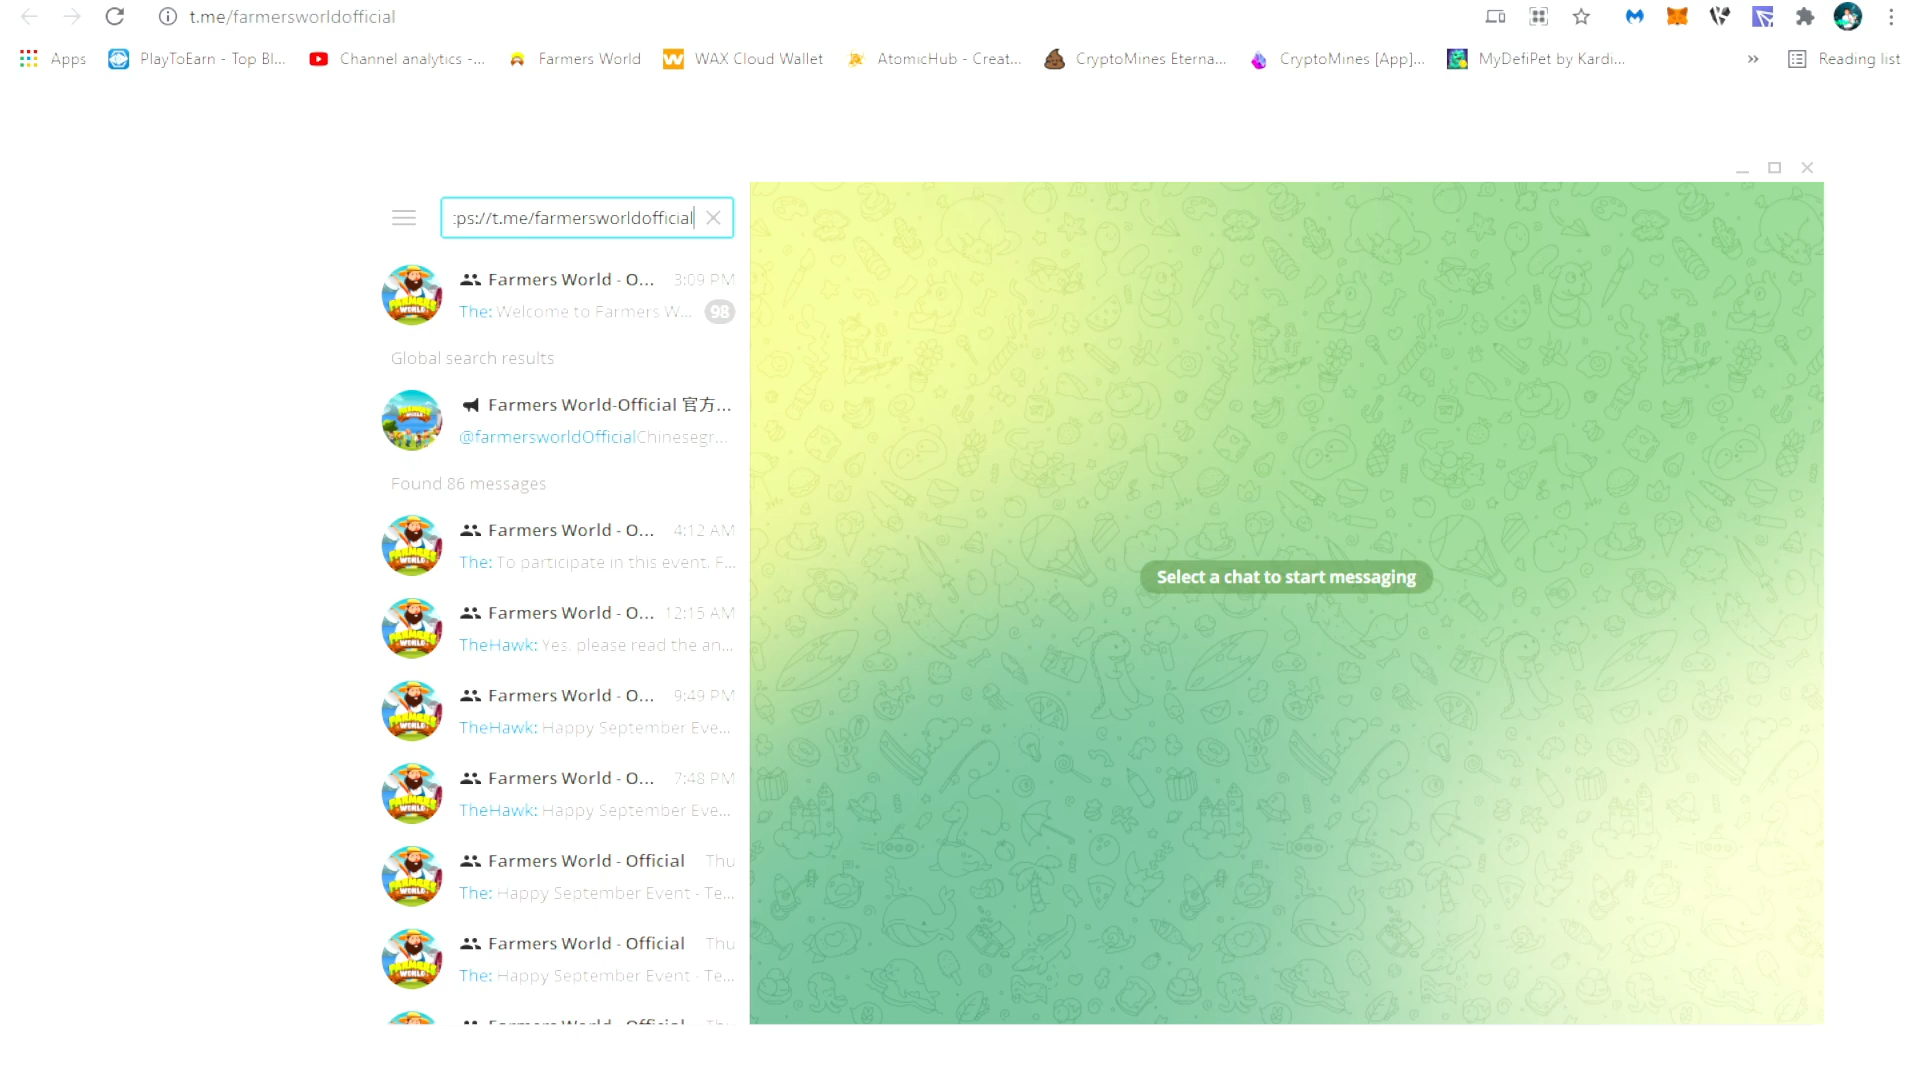 t.me/farmersworldofficial
Apps
PlayToEarn - Top Bl...
Channel analytics -...
Farmers World
WAX Cloud Wallet
AtomicHub - Creat...
CryptoMines Eterna...
CryptoMines [App]...
MyDefiPet by Kardi...
»
Reading list
:ps://t.me/farmersworldofficial
Farmers World - O... 3:09 PM
The: Welcome to Farmers W... 98
Global search results
Farmers World-Official 官方...
@farmersworldOfficialChinesegr...
Found 86 messages
Farmers World - O... 4:12 AM
The: To participate in this event, F...
Farmers World - O... 12:15 AM
TheHawk: Yes, please read the an...
Farmers World - O... 9:49 PM
TheHawk: Happy September Eve...
Farmers World - O... 7:48 PM
TheHawk: Happy September Eve...
Farmers World - Official Thu
The: Happy September Event - Te...
Farmers World - Official Thu
The: Happy September Event - Te...
Farmers World - Official Thu
Select a chat to start messaging